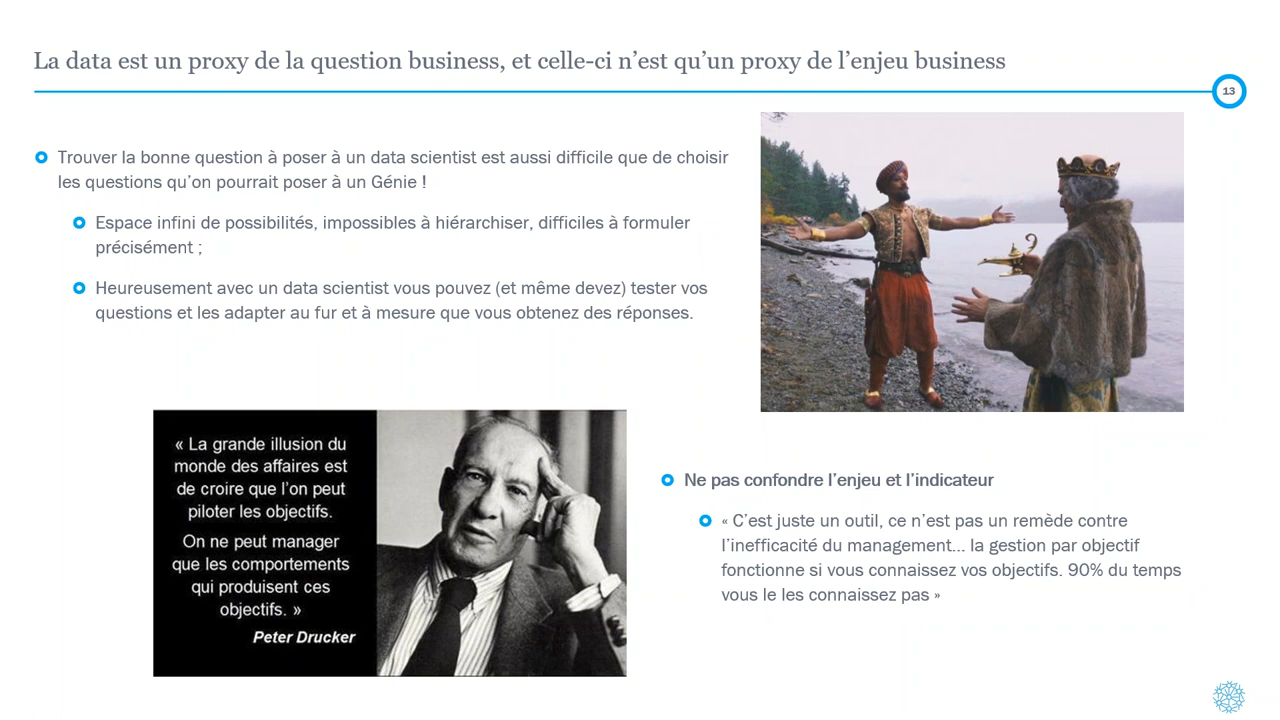 La data est un proxy de la question business, et celle-ci n’est qu’un proxy de l’enjeu business
13
Trouver la bonne question à poser à un data scientist est aussi difficile que de choisir
les questions qu’on pourrait poser à un Génie !
Espace infini de possibilités, impossibles à hiérarchiser, difficiles à formuler
précisément ;
Heureusement avec un data scientist vous pouvez (et même devez) tester vos
questions et les adapter au fur et à mesure que vous obtenez des réponses.
« La grande illusion du
monde des affaires est
de croire que l’on peut
piloter les objectifs.
On ne peut manager
que les comportements
qui produisent ces
objectifs. »
Peter Drucker
Ne pas confondre l’enjeu et l’indicateur
« C’est juste un outil, ce n’est pas un remède contre
l’inefficacité du management… la gestion par objectif
fonctionne si vous connaissez vos objectifs. 90% du temps
vous le les connaissez pas »